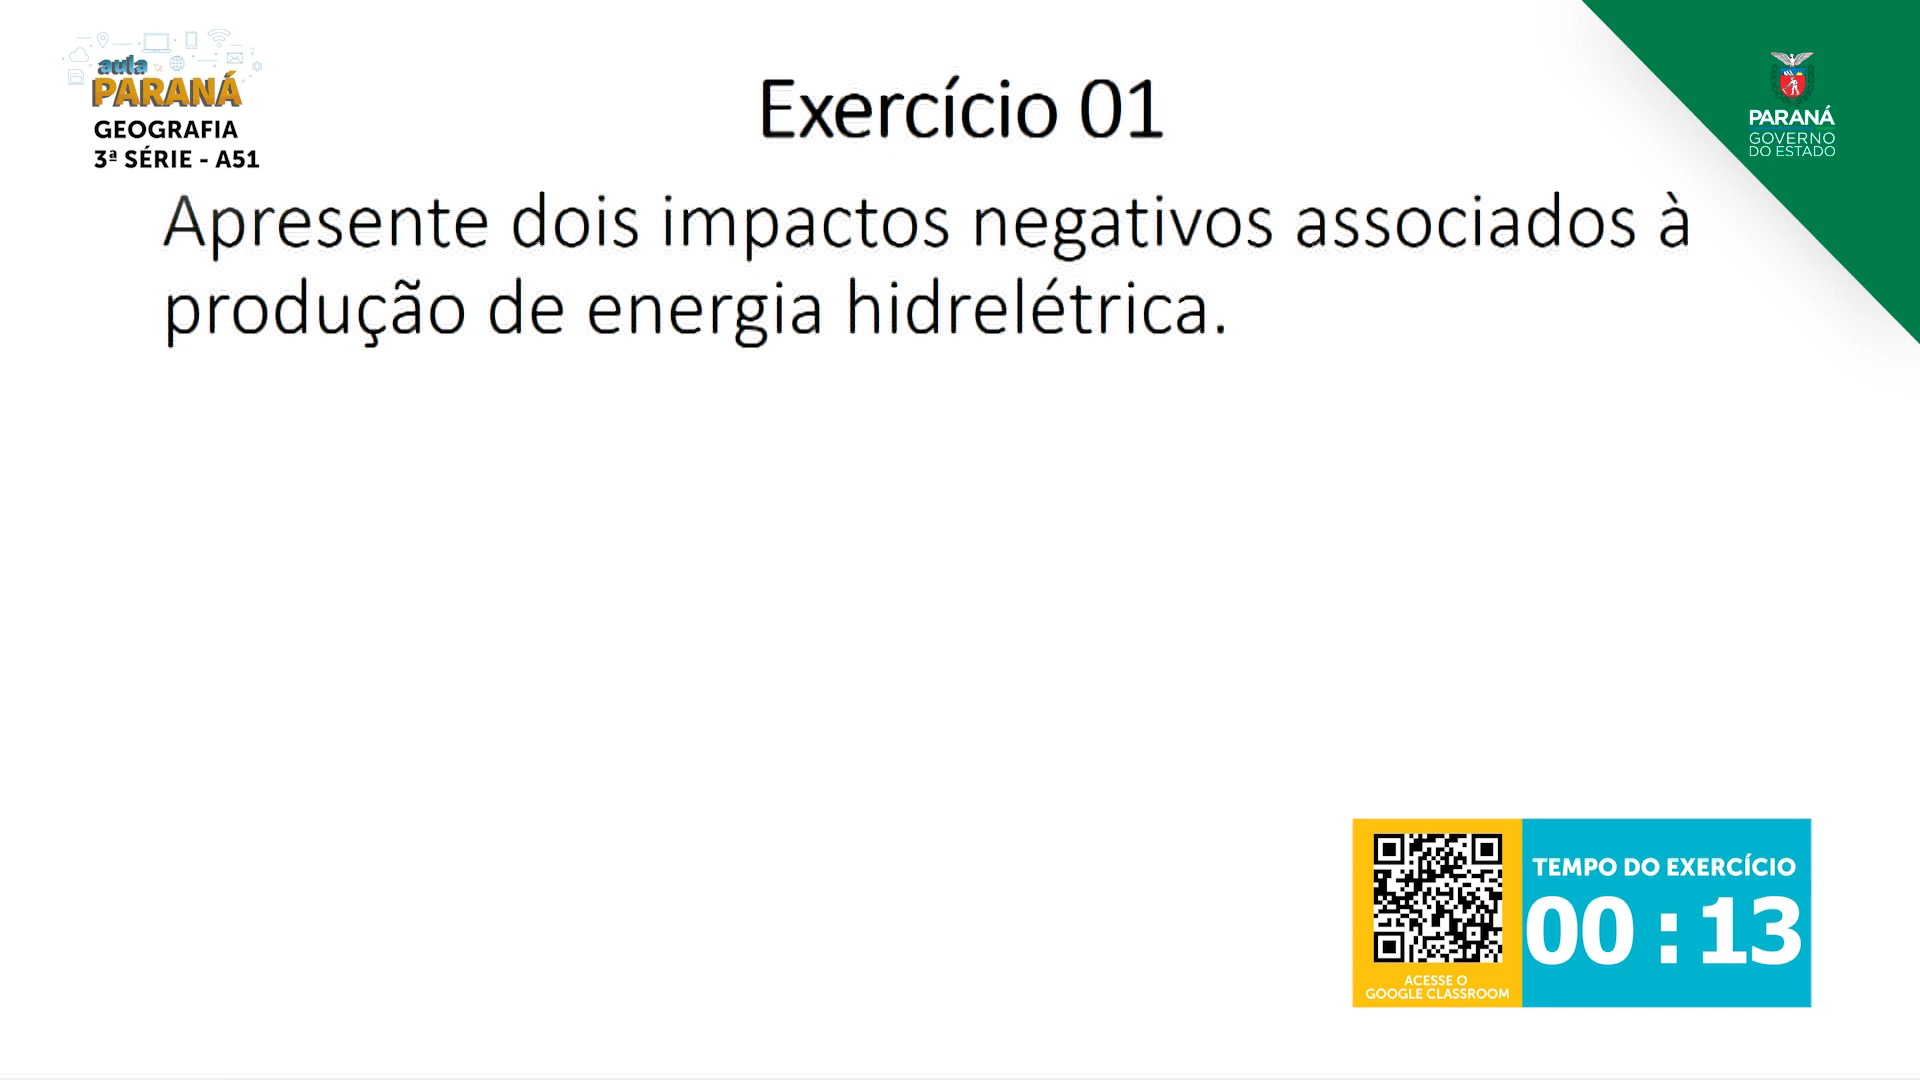 aula
PARANÁ
GEOGRAFIA
3ª SÉRIE - A51
Exercício 01
PARANÁ
GOVERNO
DO ESTADO
Apresente dois impactos negativos associados à
produção de energia hidrelétrica.
TEMPO DO EXERCÍCIO
00 : 13
ACESSE O
GOOGLE CLASSROOM